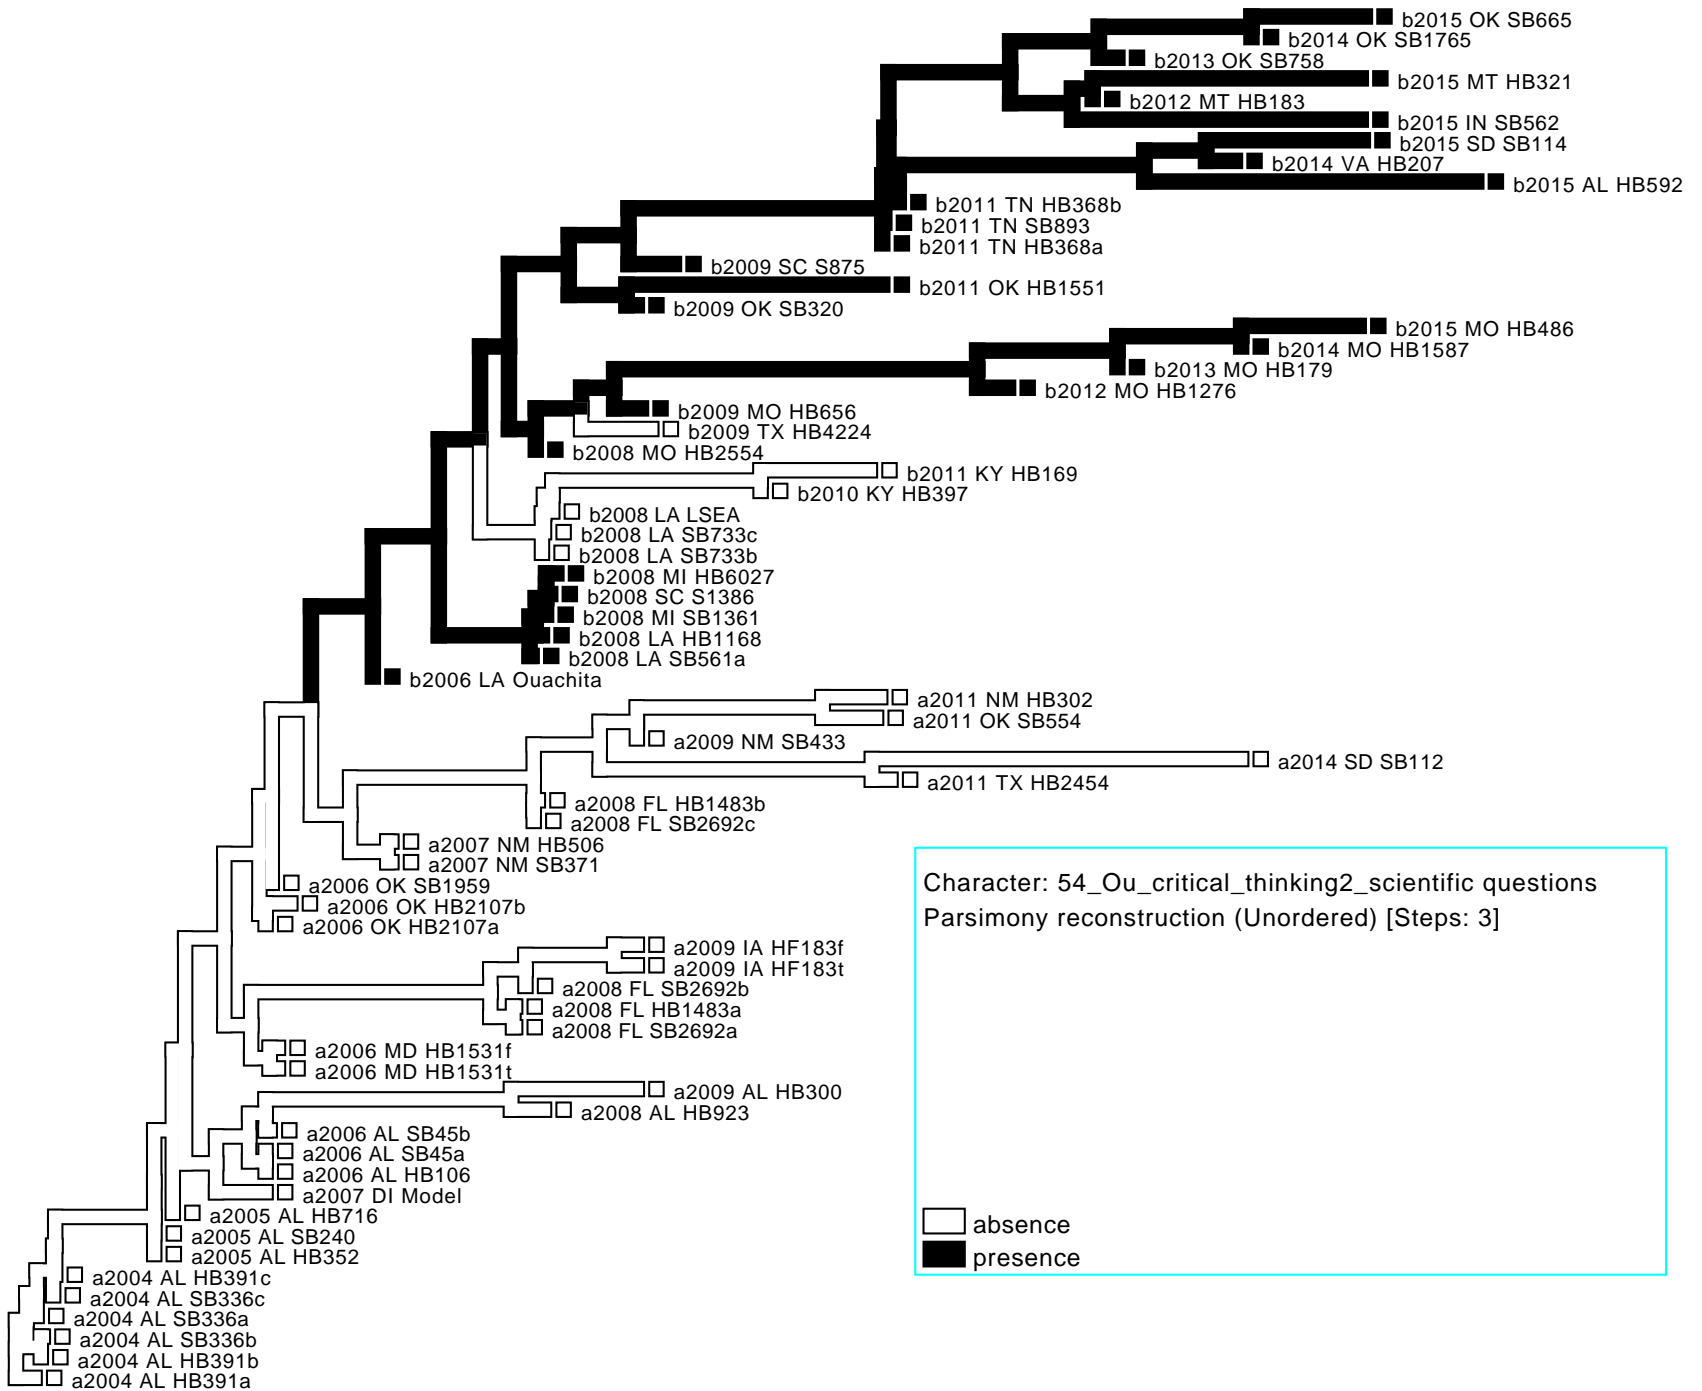 b2015 OK SB665
b2014 OK SB1765
b2013 OK SB758
b2015 MT HB321
b2012 MT HB183
b2015 IN SB562
b2015 SD SB114
b2014 VA HB207
b2015 AL HB592
b2011 TN HB368b
b2011 TN SB893
b2011 TN HB368a
b2009 SC S875
b2011 OK HB1551
b2009 OK SB320
b2015 MO HB486
b2014 MO HB1587
b2013 MO HB179
b2012 MO HB1276
b2009 MO HB656
b2009 TX HB4224
b2008 MO HB2554
b2011 KY HB169
b2010 KY HB397
b2008 LA LSEA
b2008 LA SB733c
b2008 LA SB733b
b2008 MI HB6027
b2008 SC S1386
b2008 MI SB1361
b2008 LA HB1168
b2008 LA SB561a
b2006 LA Ouachita
a2011 NM HB302
a2011 OK SB554
a2009 NM SB433
a2014 SD SB112
a2011 TX HB2454
a2008 FL HB1483b
a2008 FL SB2692c
a2007 NM HB506
a2007 NM SB371
a2006 OK SB1959
a2006 OK HB2107b
a2006 OK HB2107a
a2009 IA HF183f
a2009 IA HF183t
a2008 FL SB2692b
a2008 FL HB1483a
a2008 FL SB2692a
a2006 MD HB1531f
a2006 MD HB1531t
a2009 AL HB300
a2008 AL HB923
a2006 AL SB45b
a2006 AL SB45a
a2006 AL HB106
a2007 DI Model
a2005 AL HB716
a2005 AL SB240
a2005 AL HB352
a2004 AL HB391c
a2004 AL SB336c
a2004 AL SB336a
a2004 AL SB336b
a2004 AL HB391b
a2004 AL HB391a
Character: 54_Ou_critical_thinking2_scientific questions
Parsimony reconstruction (Unordered) [Steps: 3]
absence
presence